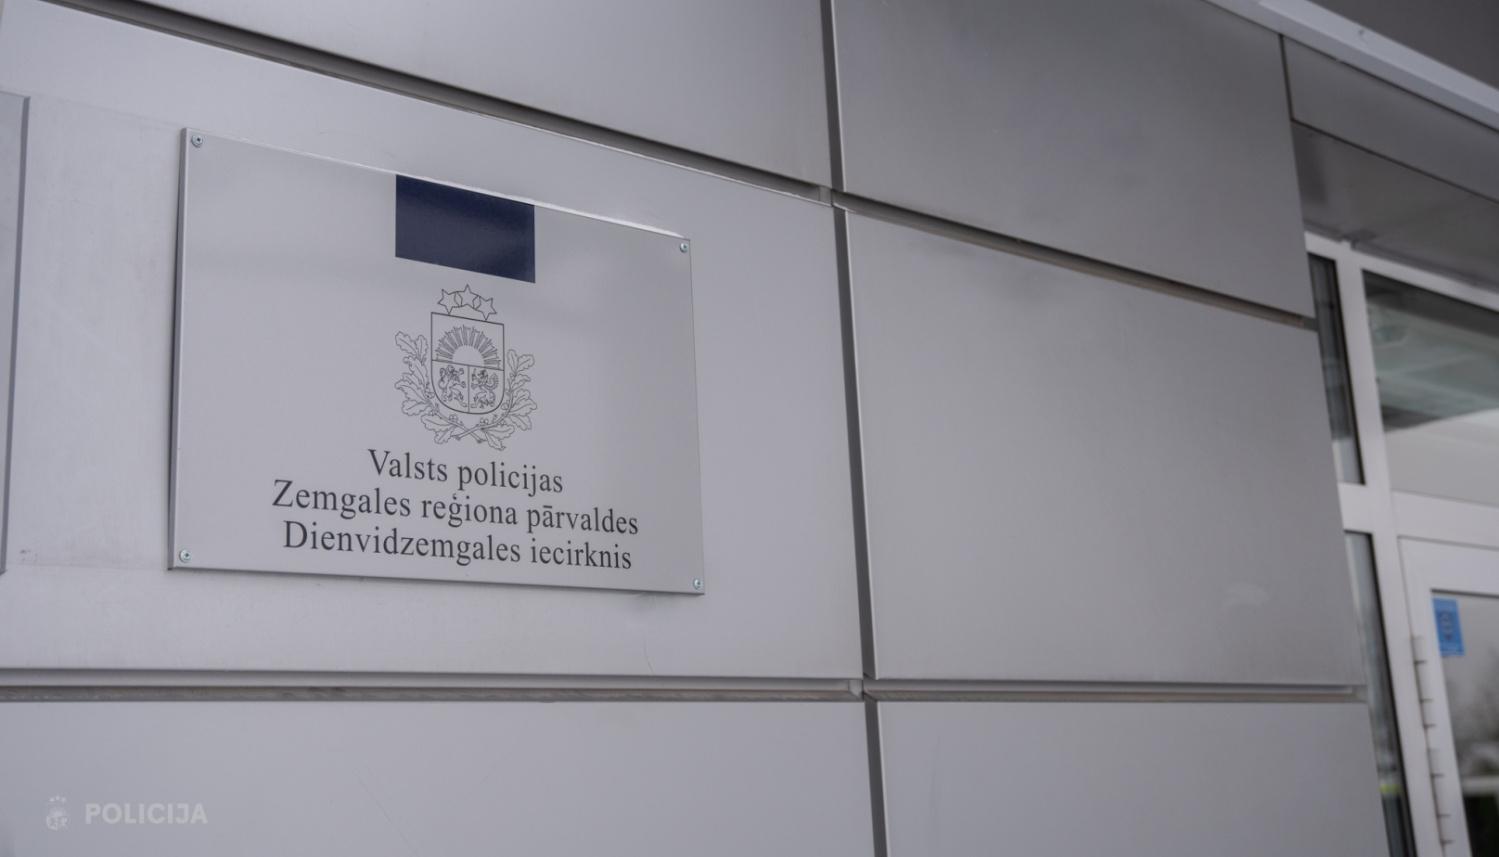 Valsts policijas
Zemgales reģiona pārvaldes
Dienvidzemgales iecirknis
POLICIJA